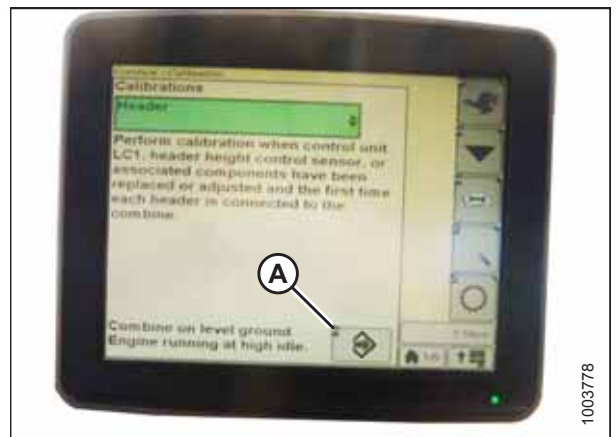 Combine - Calibration
Calibrations
Header
Perform calibration when control unit
LC1, header height control sensor, or
associated components have been
replaced or adjusted and the first time
each header is connected to the
combine.
A
Combine on level ground.
Engine running at high idle.
1003778